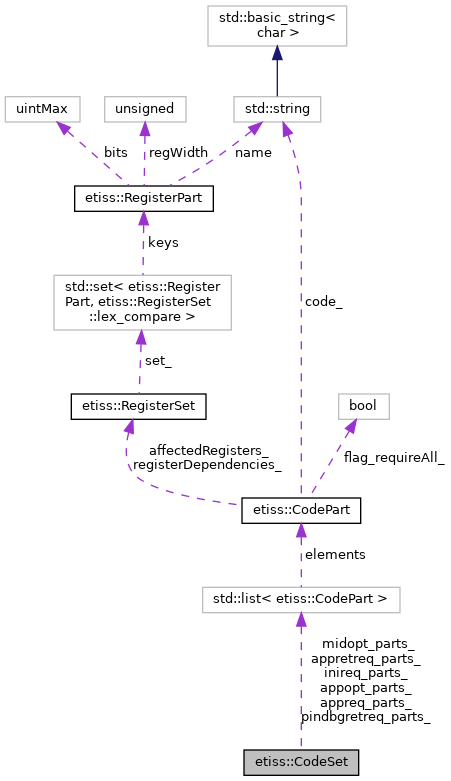 std::basic_string<
char >
uintMax
unsigned
std::string
bits
regWidth
name
etiss::RegisterPart
keys
std::set< etiss::Register
Part, etiss::RegisterSet
::lex_compare >
code_
set_
etiss::RegisterSet
bool
affectedRegisters_
registerDependencies_
flag_requireAll_
etiss::CodePart
elements
std::list< etiss::CodePart >
midopt_parts_
appretreq_parts_
inireq_parts_
appopt_parts_
appreq_parts_
pindbgretreq_parts_
etiss::CodeSet